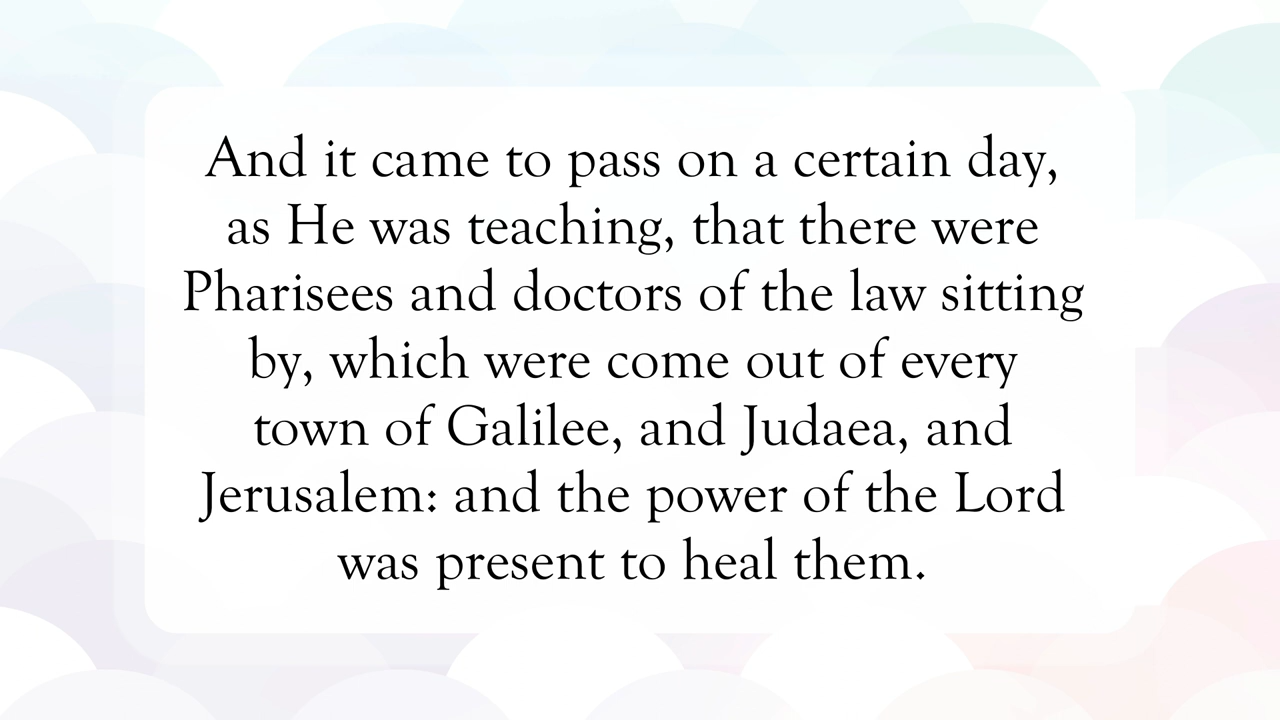 And it came to pass on a certain day,
as He was teaching, that there were
Pharisees and doctors of the law sitting
by, which were come out of every
town of Galilee, and Judaea, and
Jerusalem: and the power of the Lord
was present to heal them.